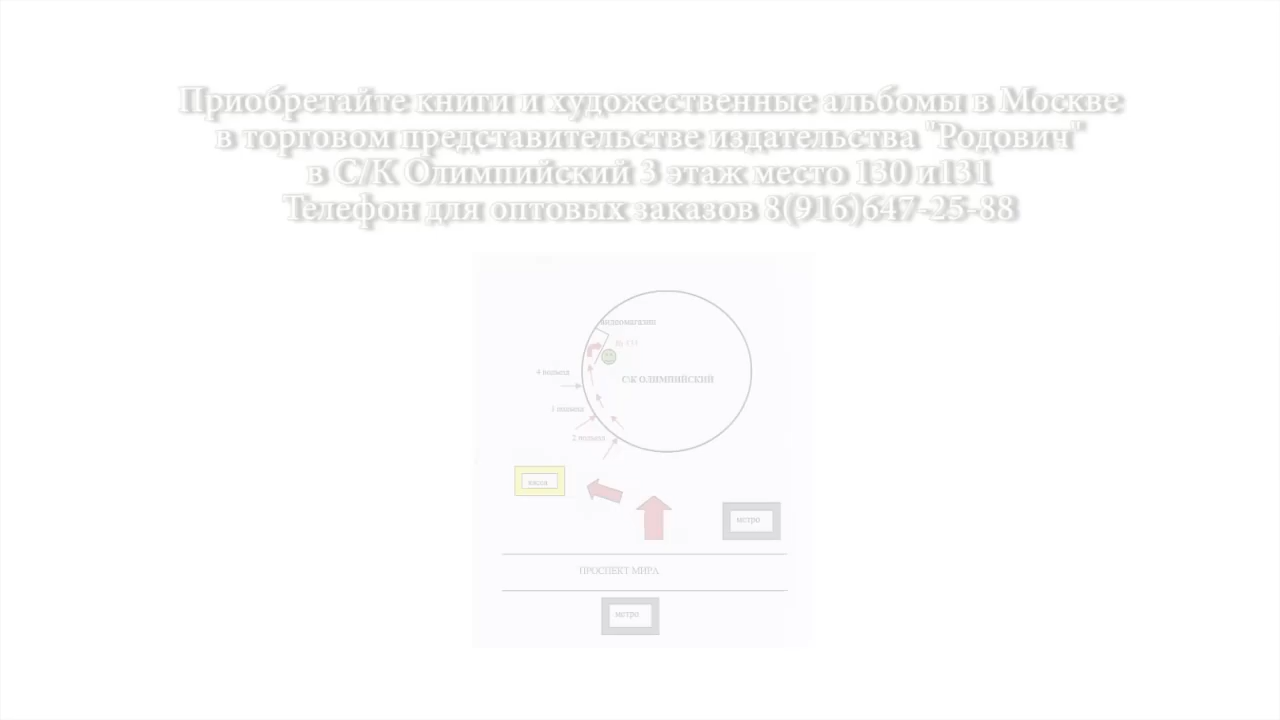 Приобретайте книги и художественные альбомы в Москве
в торговом представительстве издательства "Родович"
в С/К Олимпийский 3 этаж место 130 и131
Телефон для оптовых заказов 8(916)647-25-88
видеомагазин
4 подъезд
С\К ОЛИМПИЙСКИЙ
1 подъезд
2 подъезд
касса
метро
ПРОСПЕКТ МИРА
метро